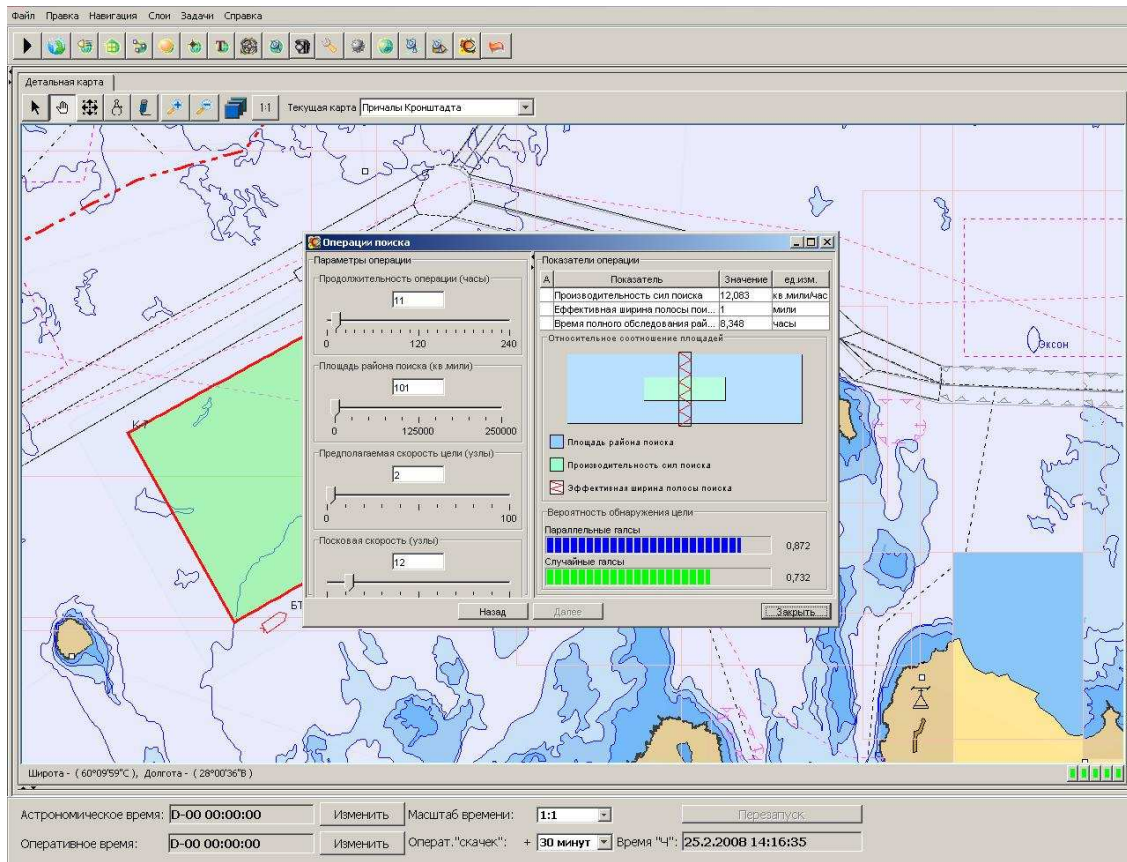 Файл Правка Навигация Слои Задачи Справка
Детальная карта
1:1 Текущая карта Причалы Кронштадта
Эксон
К-7
БТ
Операции поиска
Параметры операции
Продолжительность операции (часы)
11
0 120 240
Площадь района поиска (кв.мили)
101
0 125000 250000
Предполагаемая скорость цели (узлы)
2
0 100
Посковая скорость (узлы)
12
Показатели операции
А Показатель Значение ед.изм.
Производительность сил поиска 12,083 кв.мили/час
Еффективная ширина полосы пои... 1 мили
Время полного обследования рай... 8,348 часы
Относительное соотношение площадей
Площадь района поиска
Производительность сил поиска
Эффективная ширина полосы поиска
Вероятность обнаружения цели
Параллельные галсы
0,872
Случайные галсы
0,732
Назад Далее Закрыть
Широта - ( 60°09'59"С ), Долгота - ( 28°00'36"В )
Астрономическое время: D-00 00:00:00 Изменить Масштаб времени: 1:1 Перезапуск
Оперативное время: D-00 00:00:00 Изменить Операт."скачек": + 30 минут Время "Ч": 25.2.2008 14:16:35